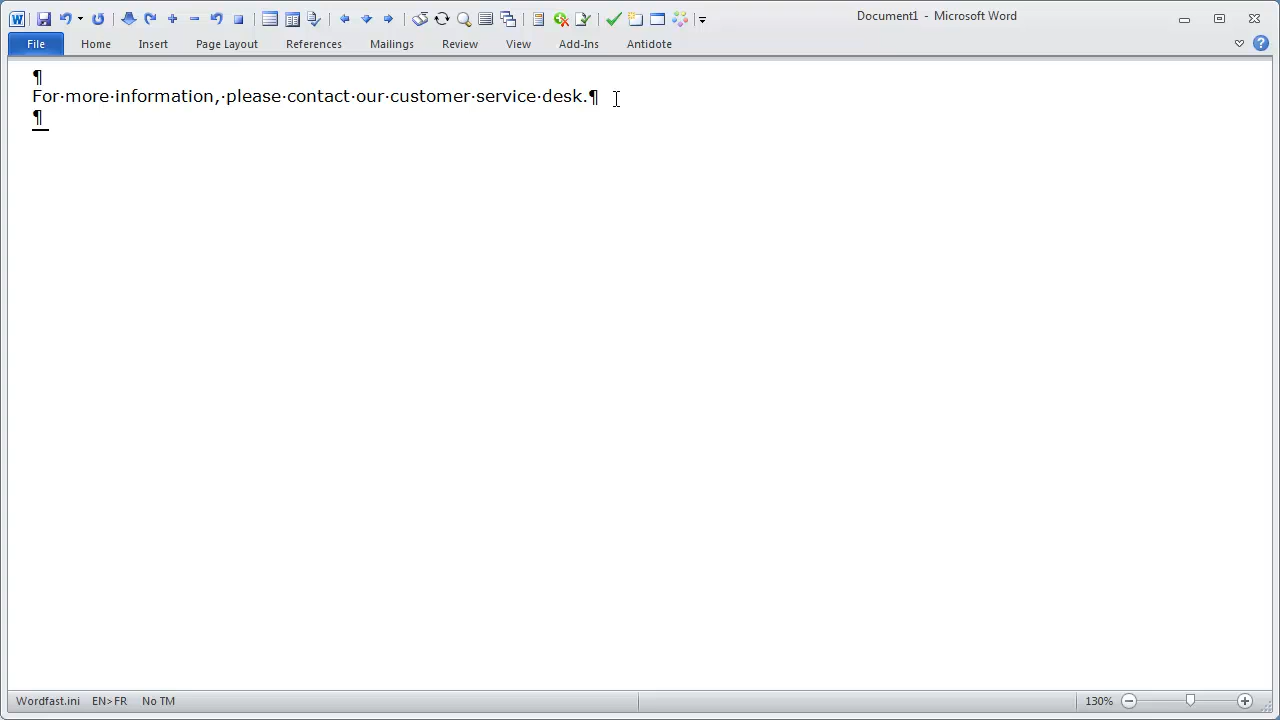 Document1 - Microsoft Word
File Home Insert Page Layout References Mailings Review View Add-Ins Antidote
¶
For·more·information,·please·contact·our·customer·service·desk.¶
¶
Wordfast.ini EN>FR No TM 130%